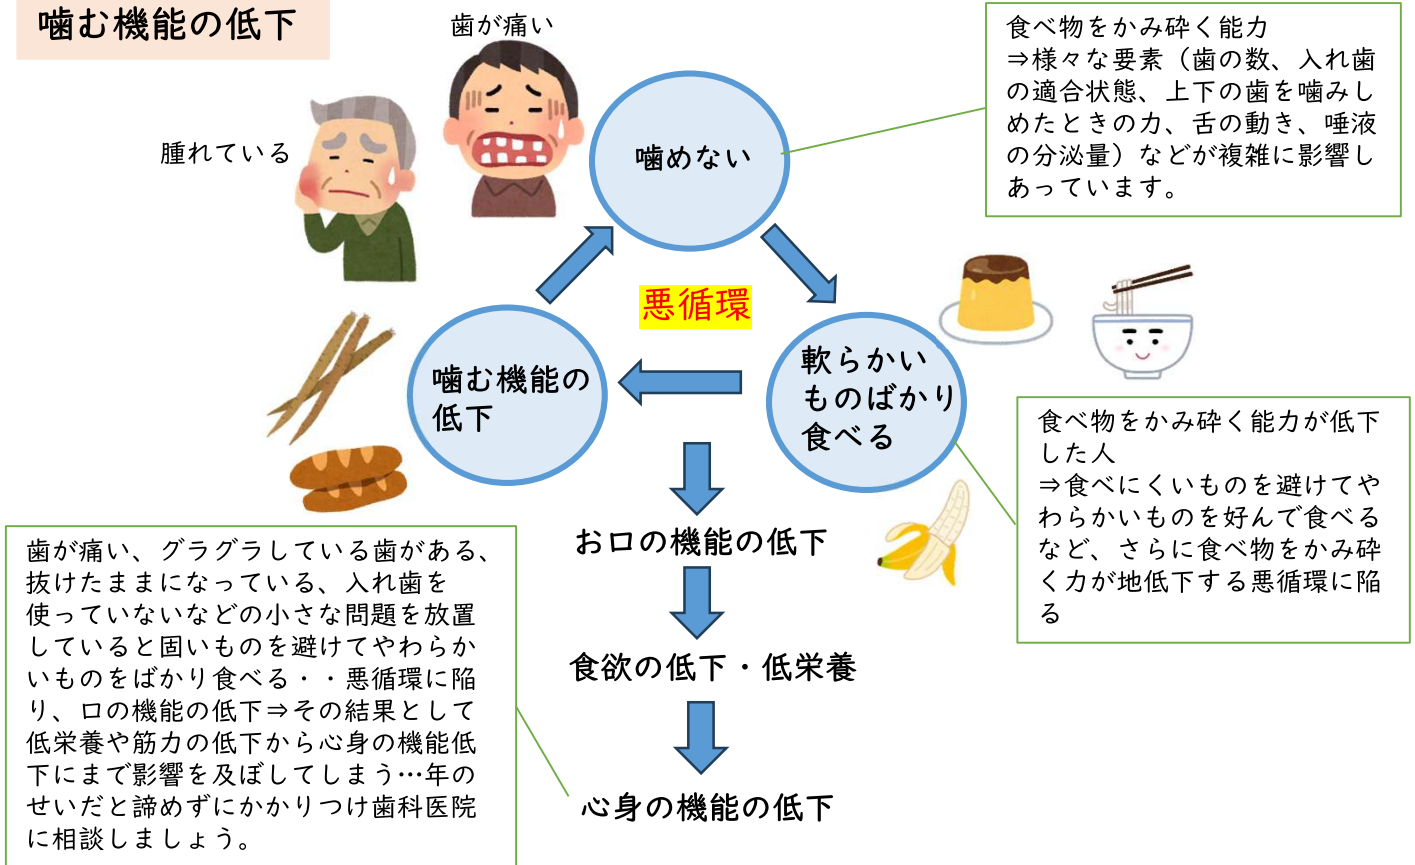 噛む機能の低下
歯が痛い
腫れている
噛めない
食べ物をかみ砕く能力
⇒様々な要素（歯の数、入れ歯
の適合状態、上下の歯を噛みし
めたときの力、舌の動き、唾液
の分泌量）などが複雑に影響し
あっています。
悪循環
噛む機能の
低下
軟らかい
ものばかり
食べる
食べ物をかみ砕く能力が低下
した人
⇒食べにくいものを避けてや
わらかいものを好んで食べる
など、さらに食べ物をかみ砕
く力が地低下する悪循環に陥
る
お口の機能の低下
食欲の低下・低栄養
心身の機能の低下
歯が痛い、グラグラしている歯がある、
抜けたままになっている、入れ歯を
使っていないなどの小さな問題を放置
していると固いものを避けてやわらか
いものをばかり食べる・・悪循環に陥
り、口の機能の低下⇒その結果として
低栄養や筋力の低下から心身の機能低
下にまで影響を及ぼしてしまう…年の
せいだと諦めずにかかりつけ歯科医院
に相談しましょう。